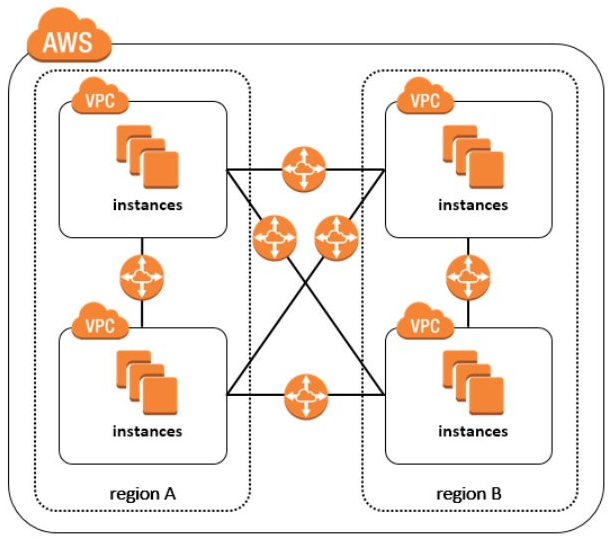 AWS
VPC
instances
VPC
instances
VPC
instances
VPC
instances
region A
region B